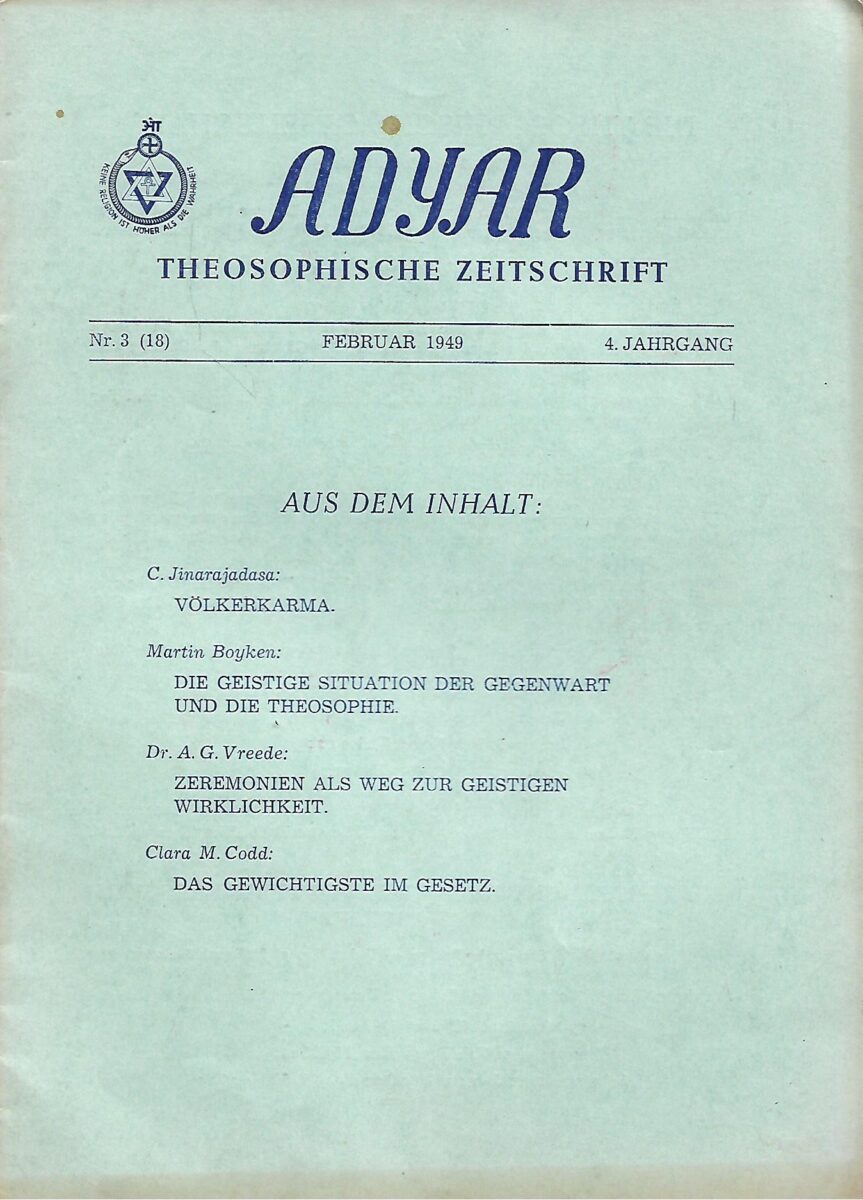 ॐ
KEINE RELIGION IST HÖHER ALS DIE WAHRHEIT
ADYAR
THEOSOPHISCHE ZEITSCHRIFT
Nr. 3 (18) FEBRUAR 1949 4. JAHRGANG
AUS DEM INHALT:
C. Jinarajadasa:
VÖLKERKARMA.
Martin Boyken:
DIE GEISTIGE SITUATION DER GEGENWART
UND DIE THEOSOPHIE.
Dr. A. G. Vreede:
ZEREMONIEN ALS WEG ZUR GEISTIGEN
WIRKLICHKEIT.
Clara M. Codd:
DAS GEWICHTIGSTE IM GESETZ.